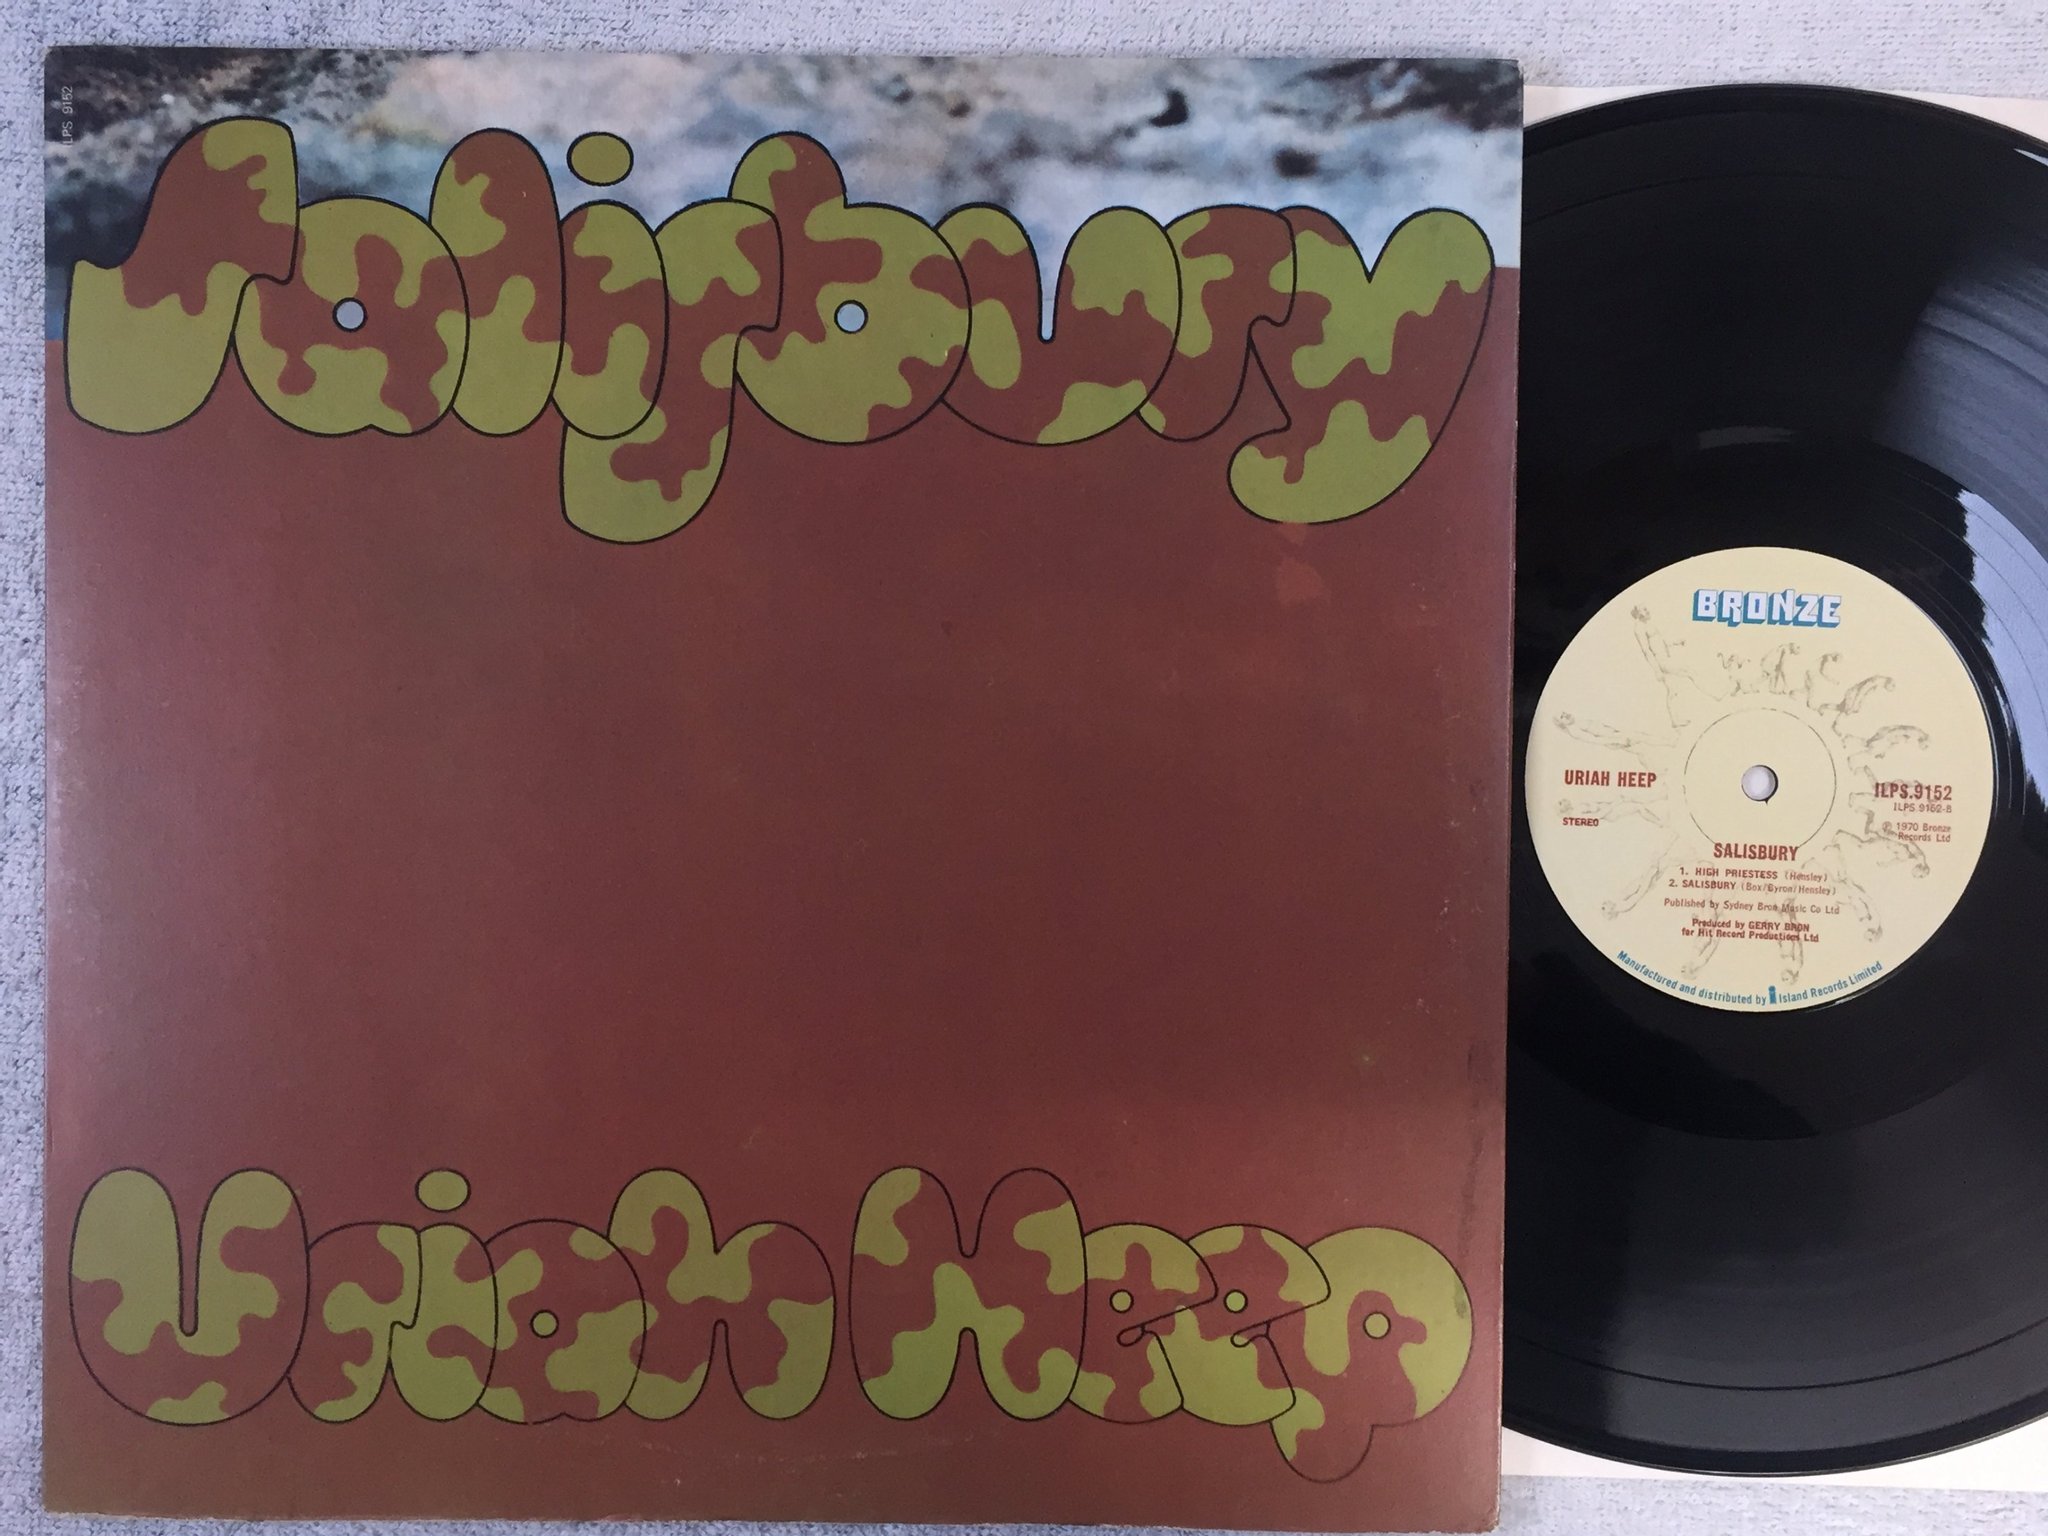 ILPS 9152
Salisbury
Uriah Heep
BRONZE
URIAH HEEP
STEREO
ILPS.9152
ILPS 9152-B
℗ 1970 Bronze
Records Ltd
SALISBURY
1. HIGH PRIESTESS (Hensley)
2. SALISBURY (Box/Byron/Hensley)
Published by Sydney Bron Music Co Ltd
Produced by GERRY BRON
for Hit Record Productions Ltd
Manufactured and distributed by i Island Records Limited